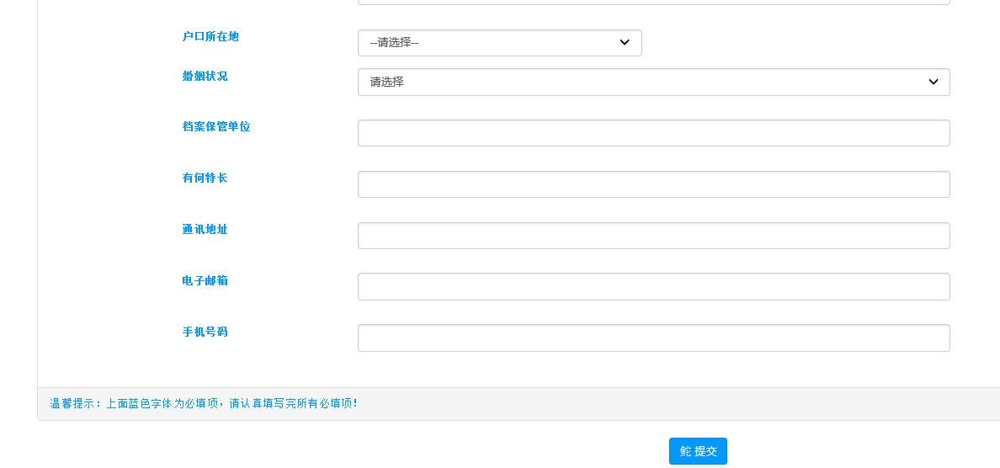 户口所在地
--请选择--
婚姻状况
请选择
档案保管单位
有何特长
通讯地址
电子邮箱
手机号码
温馨提示：上面蓝色字体为必填项，请认真填写完所有必填项！
鮀 提交